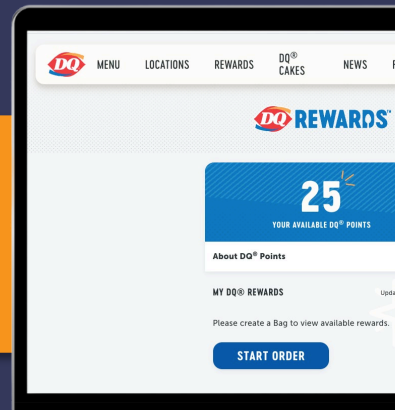 DQ MENU LOCATIONS REWARDS DQ® CAKES NEWS
DQ REWARDS™
25
YOUR AVAILABLE DQ® POINTS
About DQ® Points
MY DQ® REWARDS
Please create a Bag to view available rewards.
START ORDER